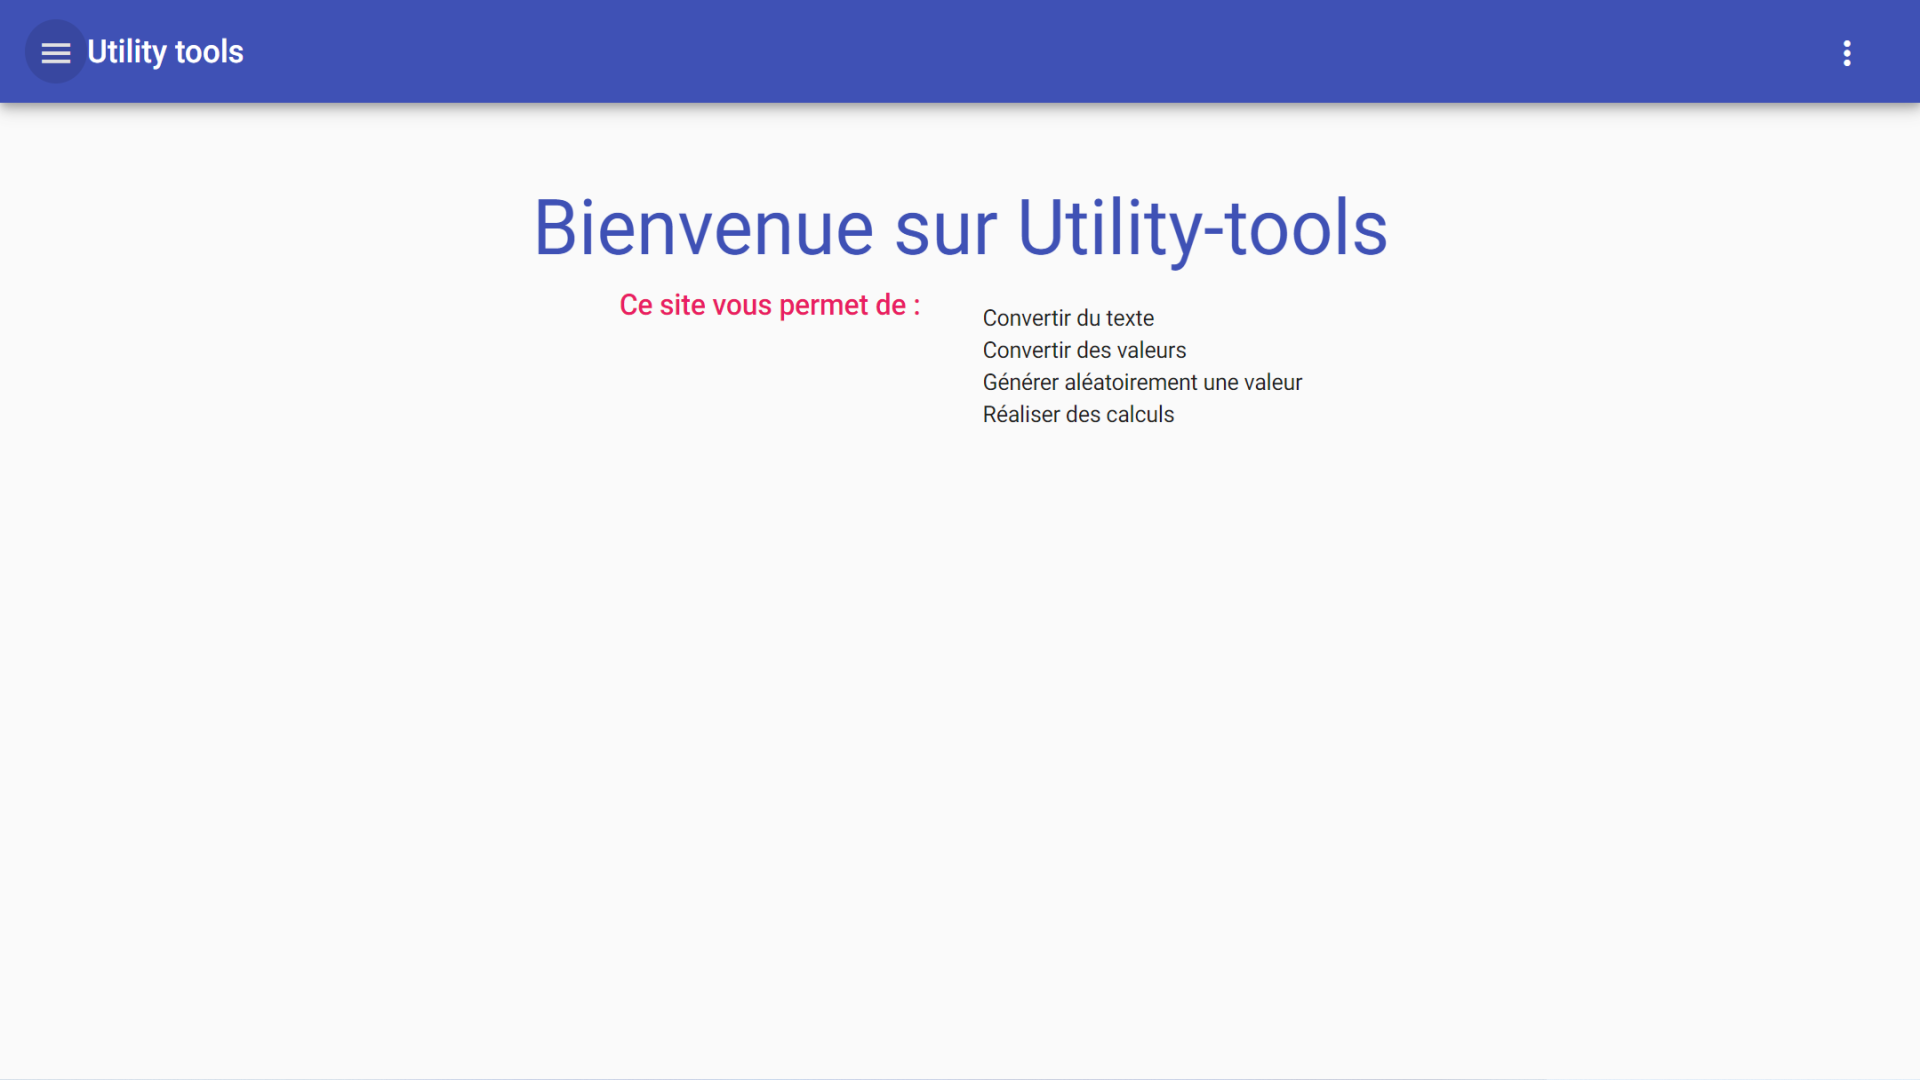 Utility tools
Bienvenue sur Utility-tools
Ce site vous permet de :
Convertir du texte
Convertir des valeurs
Générer aléatoirement une valeur
Réaliser des calculs